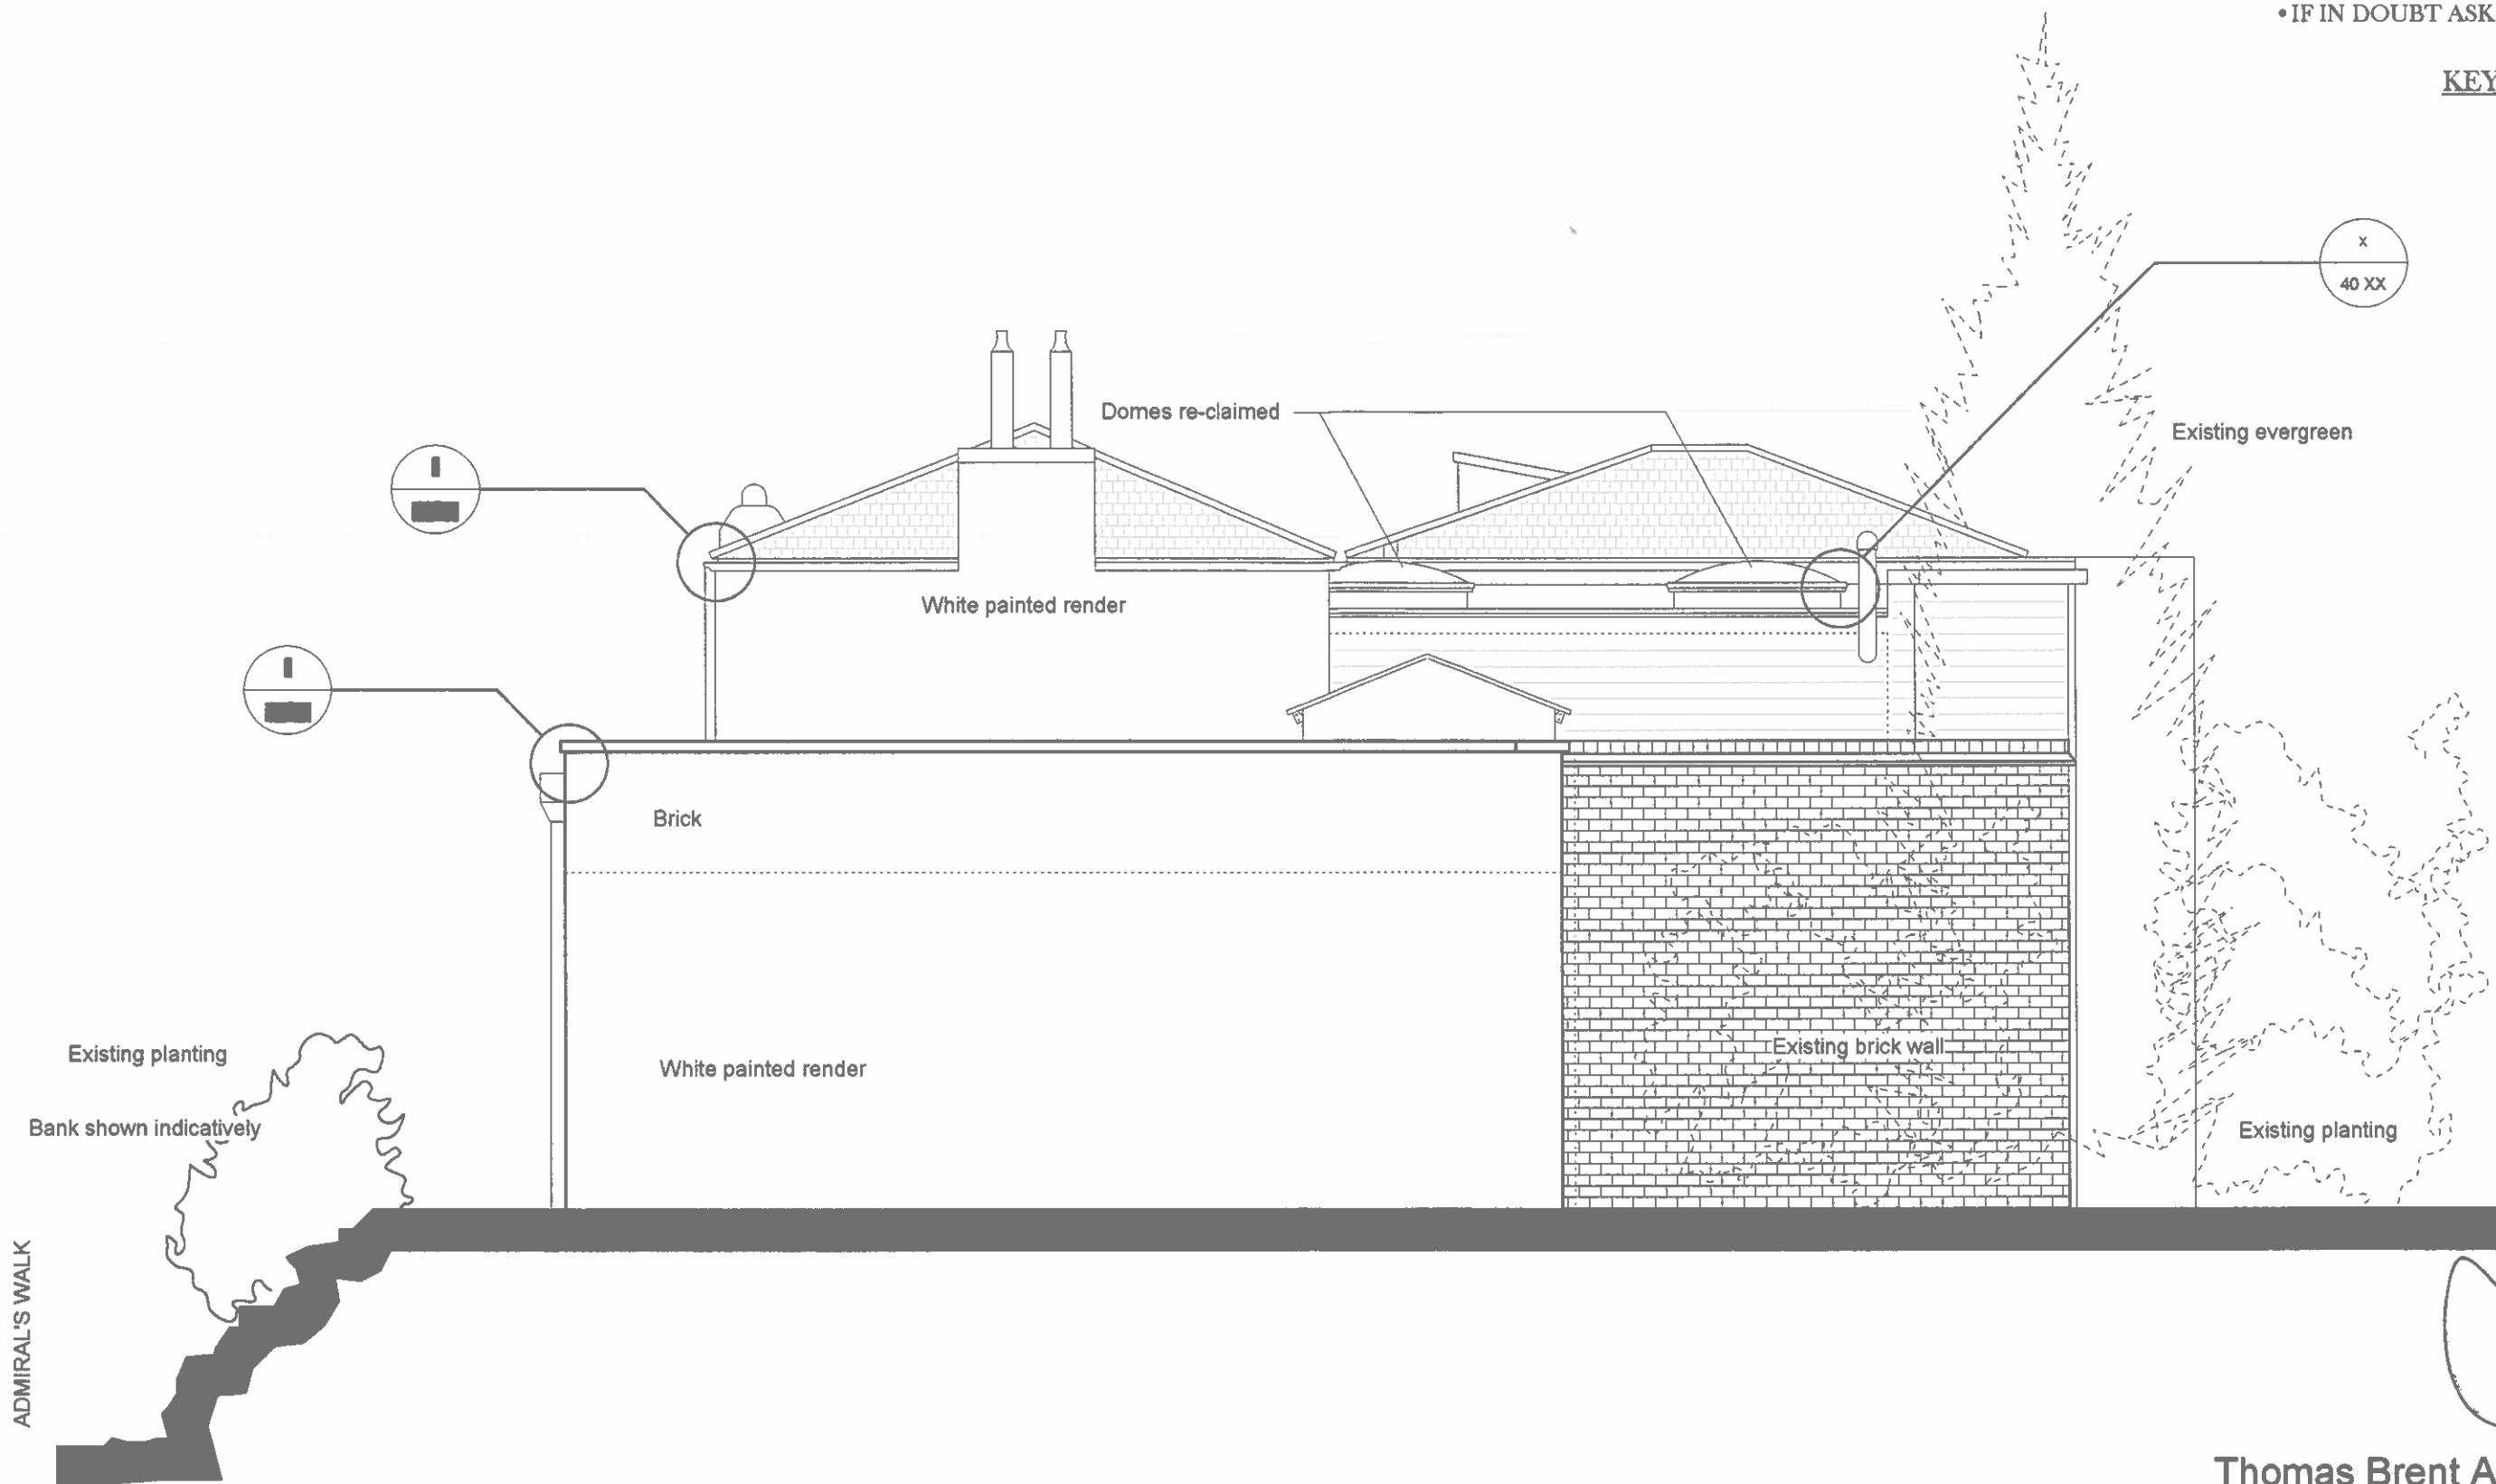 • IF IN DOUBT ASK
KEY
x
40 XX
Domes re-claimed
Existing evergreen
White painted render
Brick
Existing planting
White painted render
Existing brick wall
Bank shown indicatively
Existing planting
ADMIRAL'S WALK
Thomas Brent A